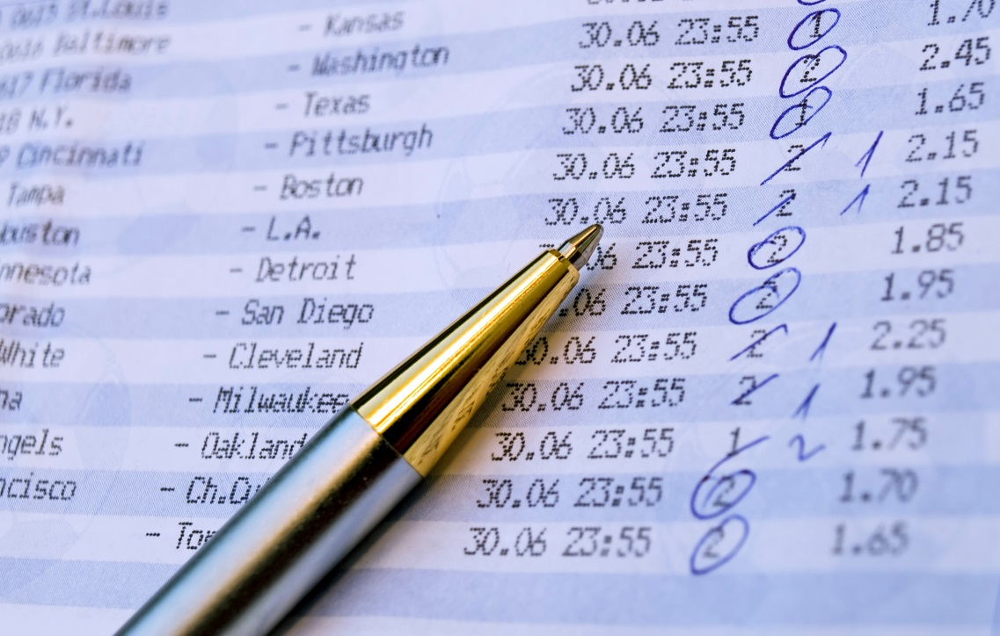 0615 St.Louis
0616 Baltimore - Kansas
617 Florida - Washington 30.06 23:55 1 1.70
18 N.Y. - Texas 30.06 23:55 2 2.45
9 Cincinnati - Pittsburgh 30.06 23:55 1 1.65
Tampa - Boston 30.06 23:55 2 1 2.15
ouston - L.A. 30.06 23:55 2 1 2.15
nnesota - Detroit 06 23:55 2 1.85
orado - San Diego .06 23:55 2 1.95
White - Cleveland 30.06 23:55 2 1 2.25
na - Milwaukee 30.06 23:55 2 1 1.95
ngels - Oakland 30.06 23:55 1 2 1.75
ncisco - Ch. 30.06 23:55 2 1.70
- Tor 30.06 23:55 2 1.65